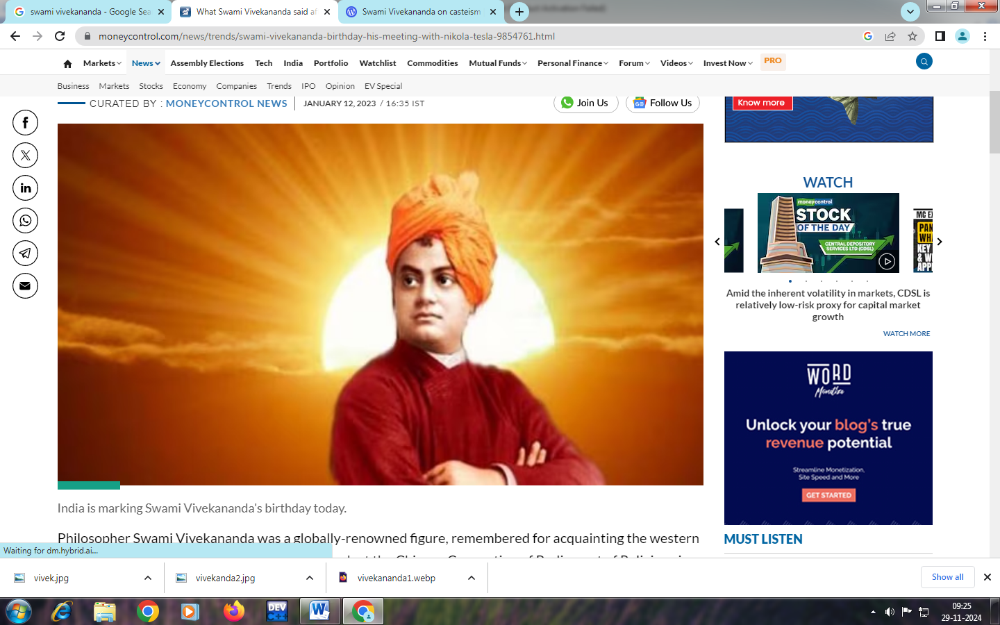 swami vivekananda - Google Sea
What Swami Vivekananda said af
Swami Vivekananda on casteism
moneycontrol.com/news/trends/swami-vivekananda-birthday-his-meeting-with-nikola-tesla-9854761.html
Markets News Assembly Elections Tech India Portfolio Watchlist Commodities Mutual Funds Personal Finance Forum Videos Invest Now PRO
Business Markets Stocks Economy Companies Trends IPO Opinion EV Special
CURATED BY : MONEYCONTROL NEWS JANUARY 12, 2023 / 16:35 IST
Join Us
Follow Us
Know more
India is marking Swami Vivekananda's birthday today.
Philosopher Swami Vivekananda was a globally-renowned figure, remembered for acquainting the western
WATCH
moneycontrol
STOCK
OF THE DAY
CENTRAL DEPOSITORY
SERVICES LTD (CDSL)
MC EX
PAN
WHA
KEY
& W
APP
Amid the inherent volatility in markets, CDSL is
relatively low-risk proxy for capital market
growth
WATCH MORE
WORD
Monetize
Unlock your blog's true
revenue potential
Streamline Monetization,
Site Speed and More
GET STARTED
MUST LISTEN
Waiting for dm.hybrid.ai...
vivek.jpg
vivekanda2.jpg
vivekananda1.webp
Show all
DEV
C++
09:25
29-11-2024